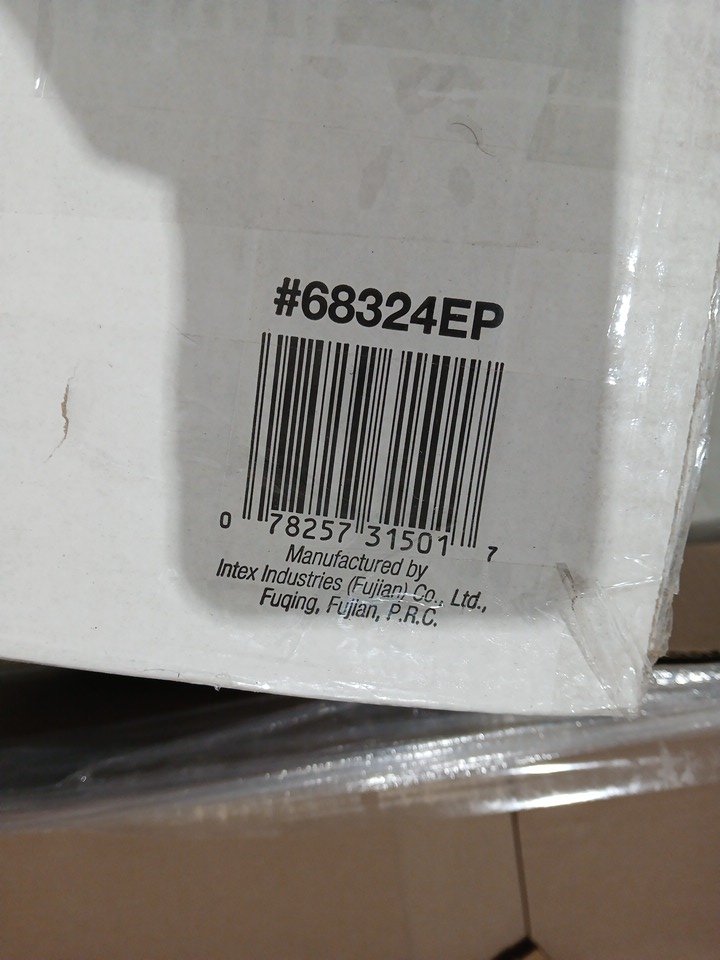 #68324EP
0 78257 31501 7
Manufactured by
Intex Industries (Fujian) Co., Ltd.,
Fuqing, Fujian, P.R.C.